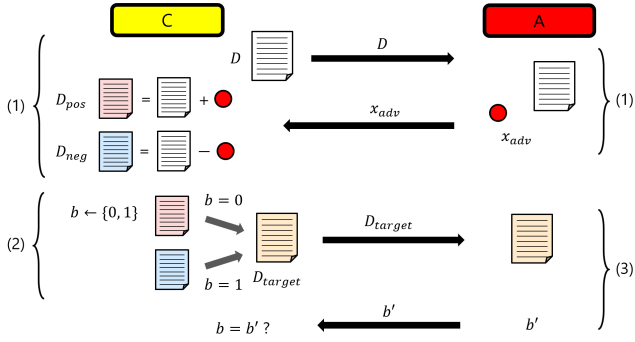 C
A
D
D
(1)
D_pos = + 
x_adv
(1)
x_adv
D_neg = −
b ← {0, 1}
b = 0
(2)
D_target
(3)
b = 1
D_target
b′
b = b′ ?
b′